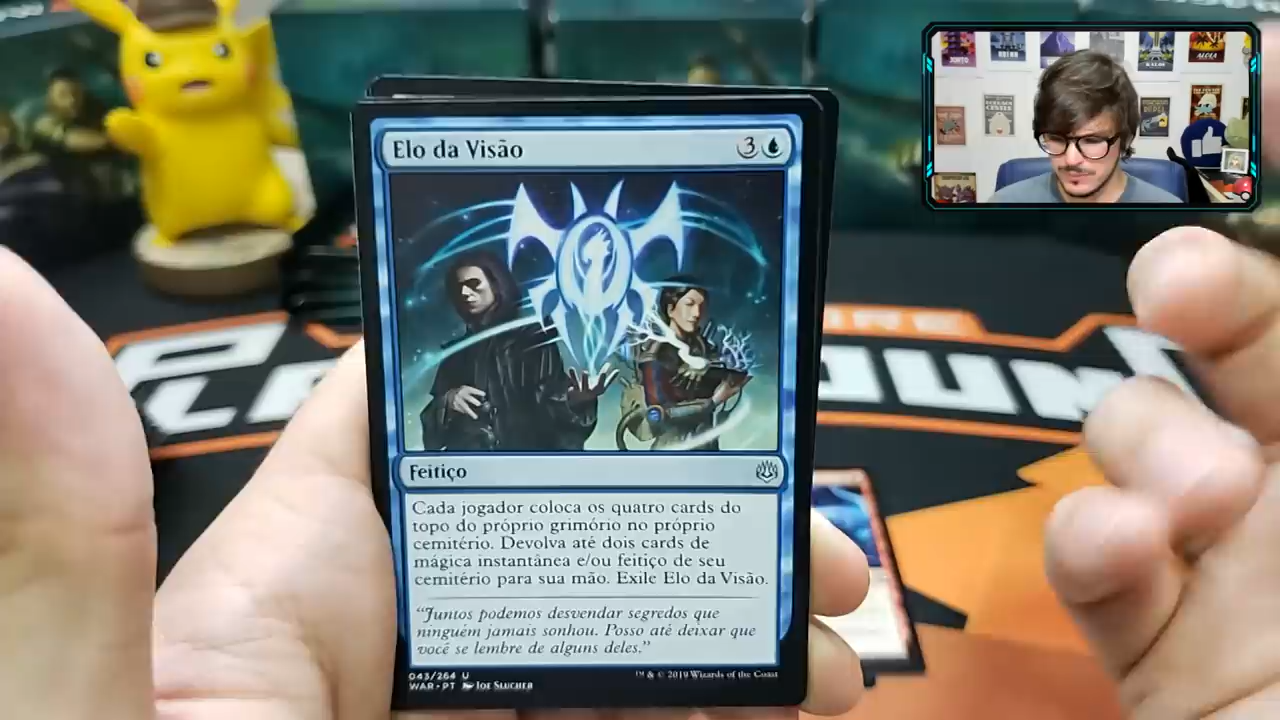 Elo da Visão 3
Feitiço
Cada jogador coloca os quatro cards do
topo do próprio grimório no próprio
cemitério. Devolva até dois cards de
mágica instantânea e/ou feitiço de seu
cemitério para sua mão. Exile Elo da Visão.
"Juntos podemos desvendar segredos que
ninguém jamais sonhou. Posso até deixar que
você se lembre de alguns deles."
043/264 U
WAR • PT Joe Slucher
™ & © 2019 Wizards of the Coast
JOHTO
KALOS
ALOLA